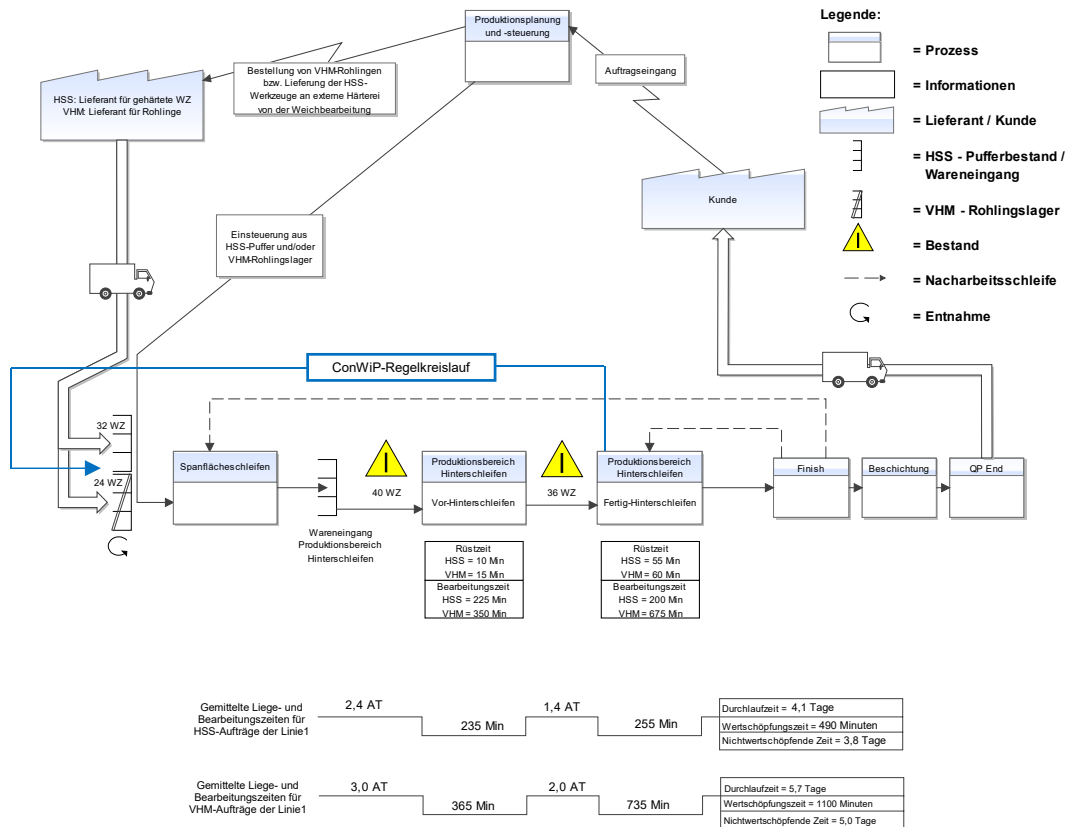 Produktionsplanung
und -steuerung
Legende:
= Prozess
= Informationen
= Lieferant / Kunde
= HSS - Pufferbestand /
Wareneingang
= VHM - Rohlingslager
= Bestand
= Nacharbeitsschleife
= Entnahme
HSS: Lieferant für gehärtete WZ
VHM: Lieferant für Rohlinge
Bestellung von VHM-Rohlingen
bzw. Lieferung der HSS-
Werkzeuge an externe Härterei
von der Weichbearbeitung
Auftragseingang
Kunde
Einsteuerung aus
HSS-Puffer und/oder
VHM-Rohlingslager
ConWiP-Regelkreislauf
32 WZ
24 WZ
Spanflächeschleifen
Wareneingang
Produktionsbereich
Hinterschleifen
40 WZ
Produktionsbereich
Hinterschleifen
Vor-Hinterschleifen
36 WZ
Produktionsbereich
Hinterschleifen
Fertig-Hinterschleifen
Finish
Beschichtung
QP End
Rüstzeit
HSS = 10 Min
VHM = 15 Min
Bearbeitungszeit
HSS = 225 Min
VHM = 350 Min
Rüstzeit
HSS = 55 Min
VHM = 60 Min
Bearbeitungszeit
HSS = 200 Min
VHM = 675 Min
Gemittelte Liege- und
Bearbeitungszeiten für
HSS-Aufträge der Linie1
2,4 AT
235 Min
1,4 AT
255 Min
Durchlaufzeit = 4,1 Tage
Wertschöpfungszeit = 490 Minuten
Nichtwertschöpfende Zeit = 3,8 Tage
Gemittelte Liege- und
Bearbeitungszeiten für
VHM-Aufträge der Linie1
3,0 AT
365 Min
2,0 AT
735 Min
Durchlaufzeit = 5,7 Tage
Wertschöpfungszeit = 1100 Minuten
Nichtwertschöpfende Zeit = 5,0 Tage